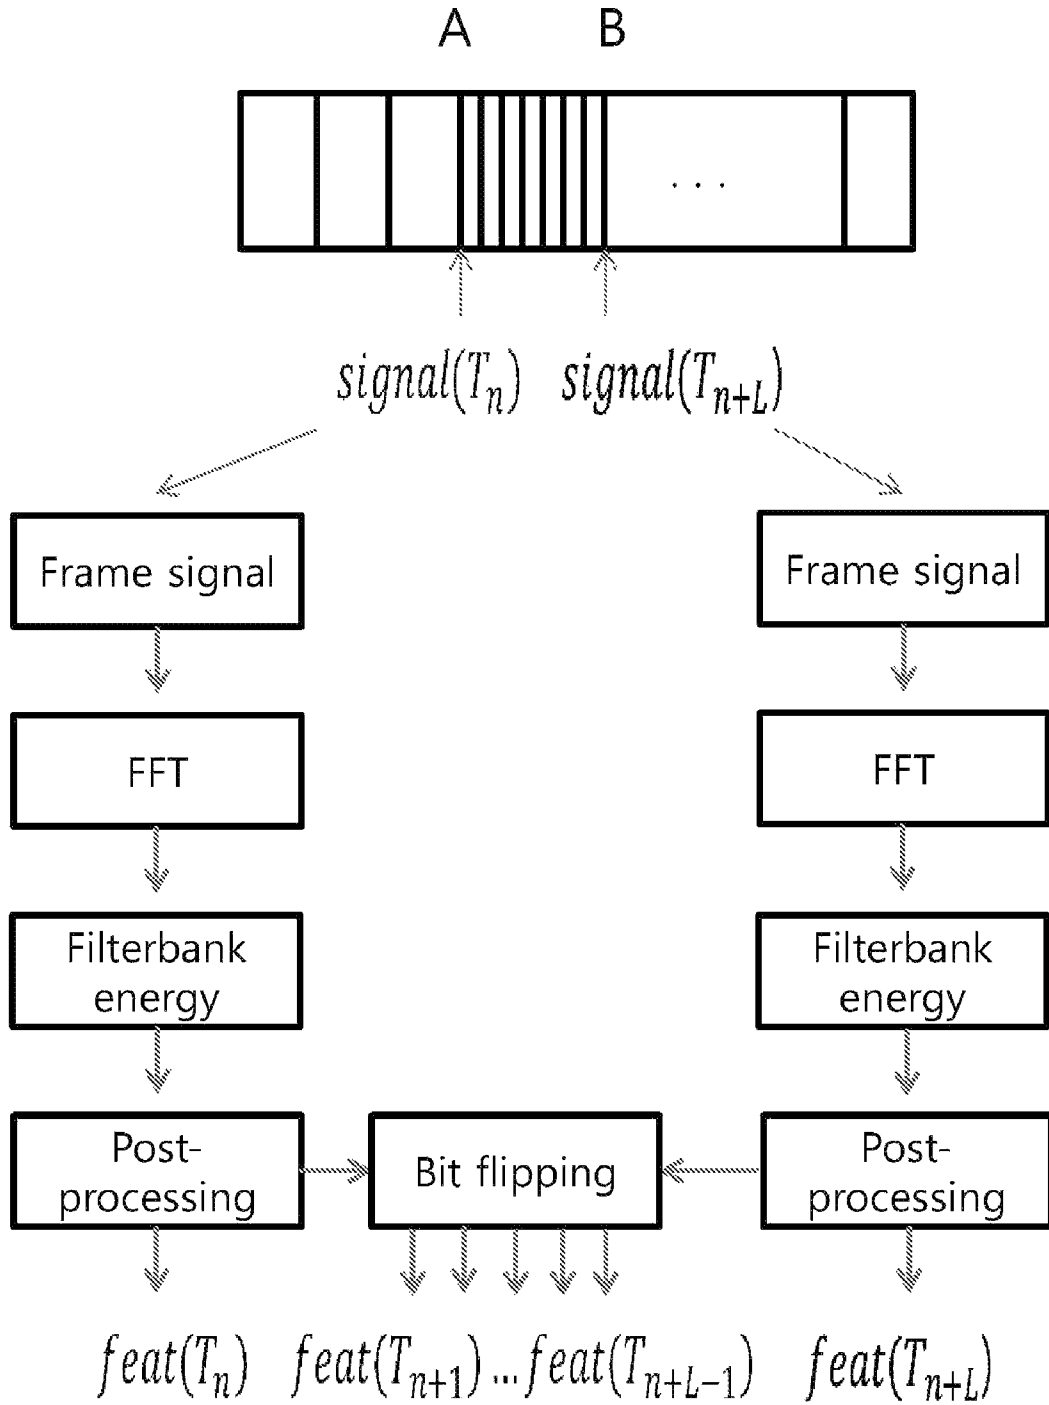 A B
. . .
signal(Tₙ) signal(Tₙ₊L)
Frame signal Frame signal
FFT FFT
Filterbank Filterbank
energy energy
Post- Post-
processing Bit flipping processing
feat(Tₙ) feat(Tₙ₊₁) ... feat(Tₙ₊L₋₁) feat(Tₙ₊L)